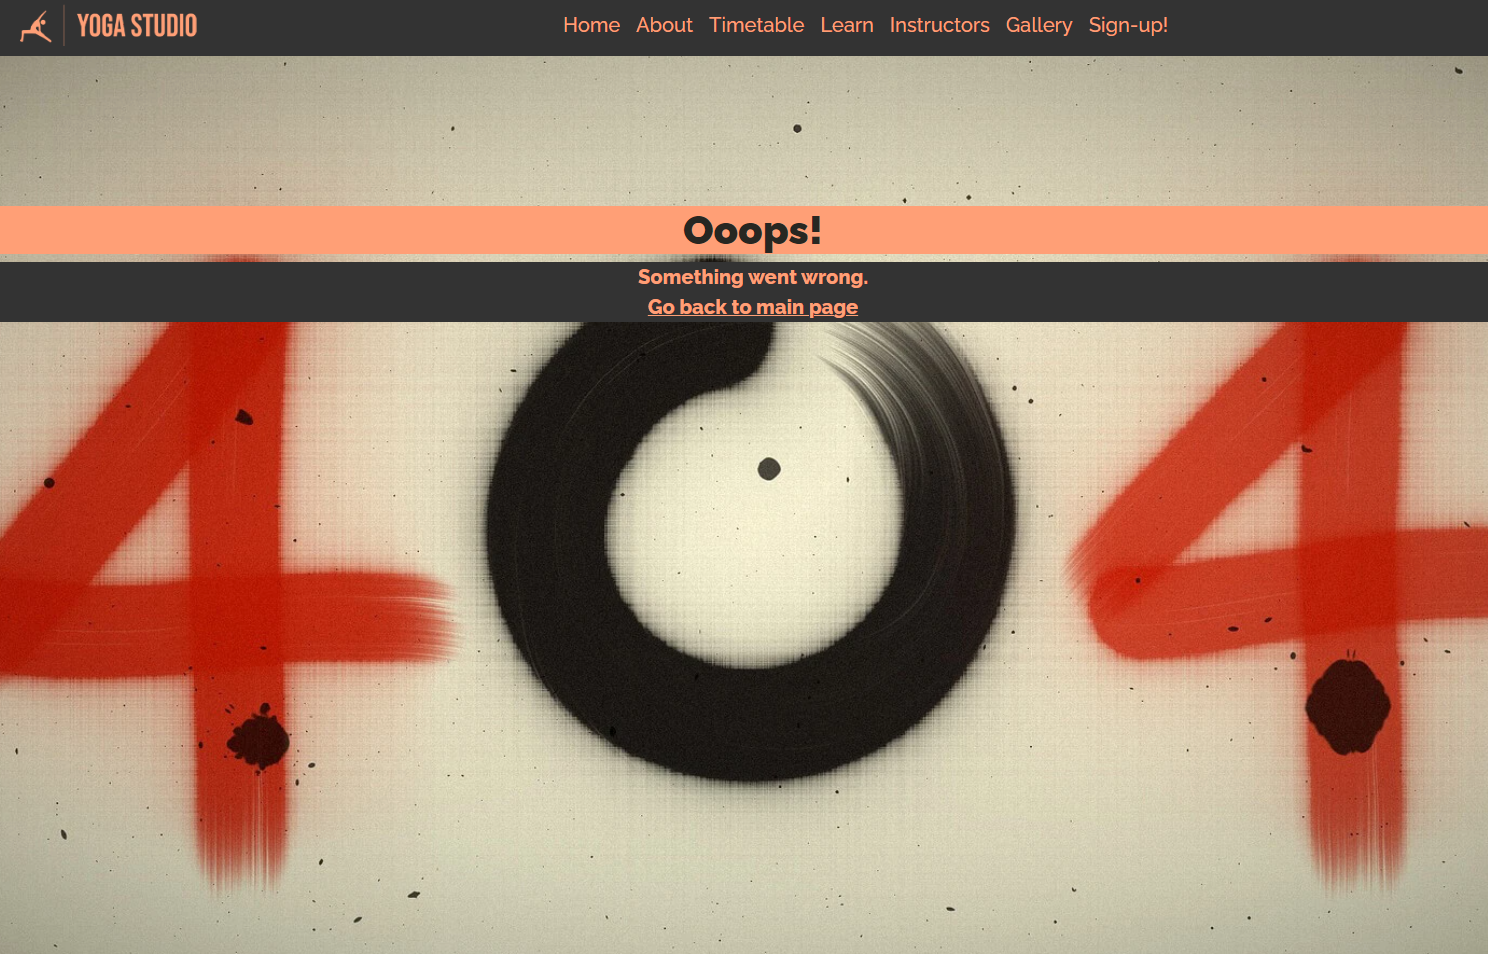 YOGA STUDIO
Home About Timetable Learn Instructors Gallery Sign-up!
Ooops!
Something went wrong.
Go back to main page
404